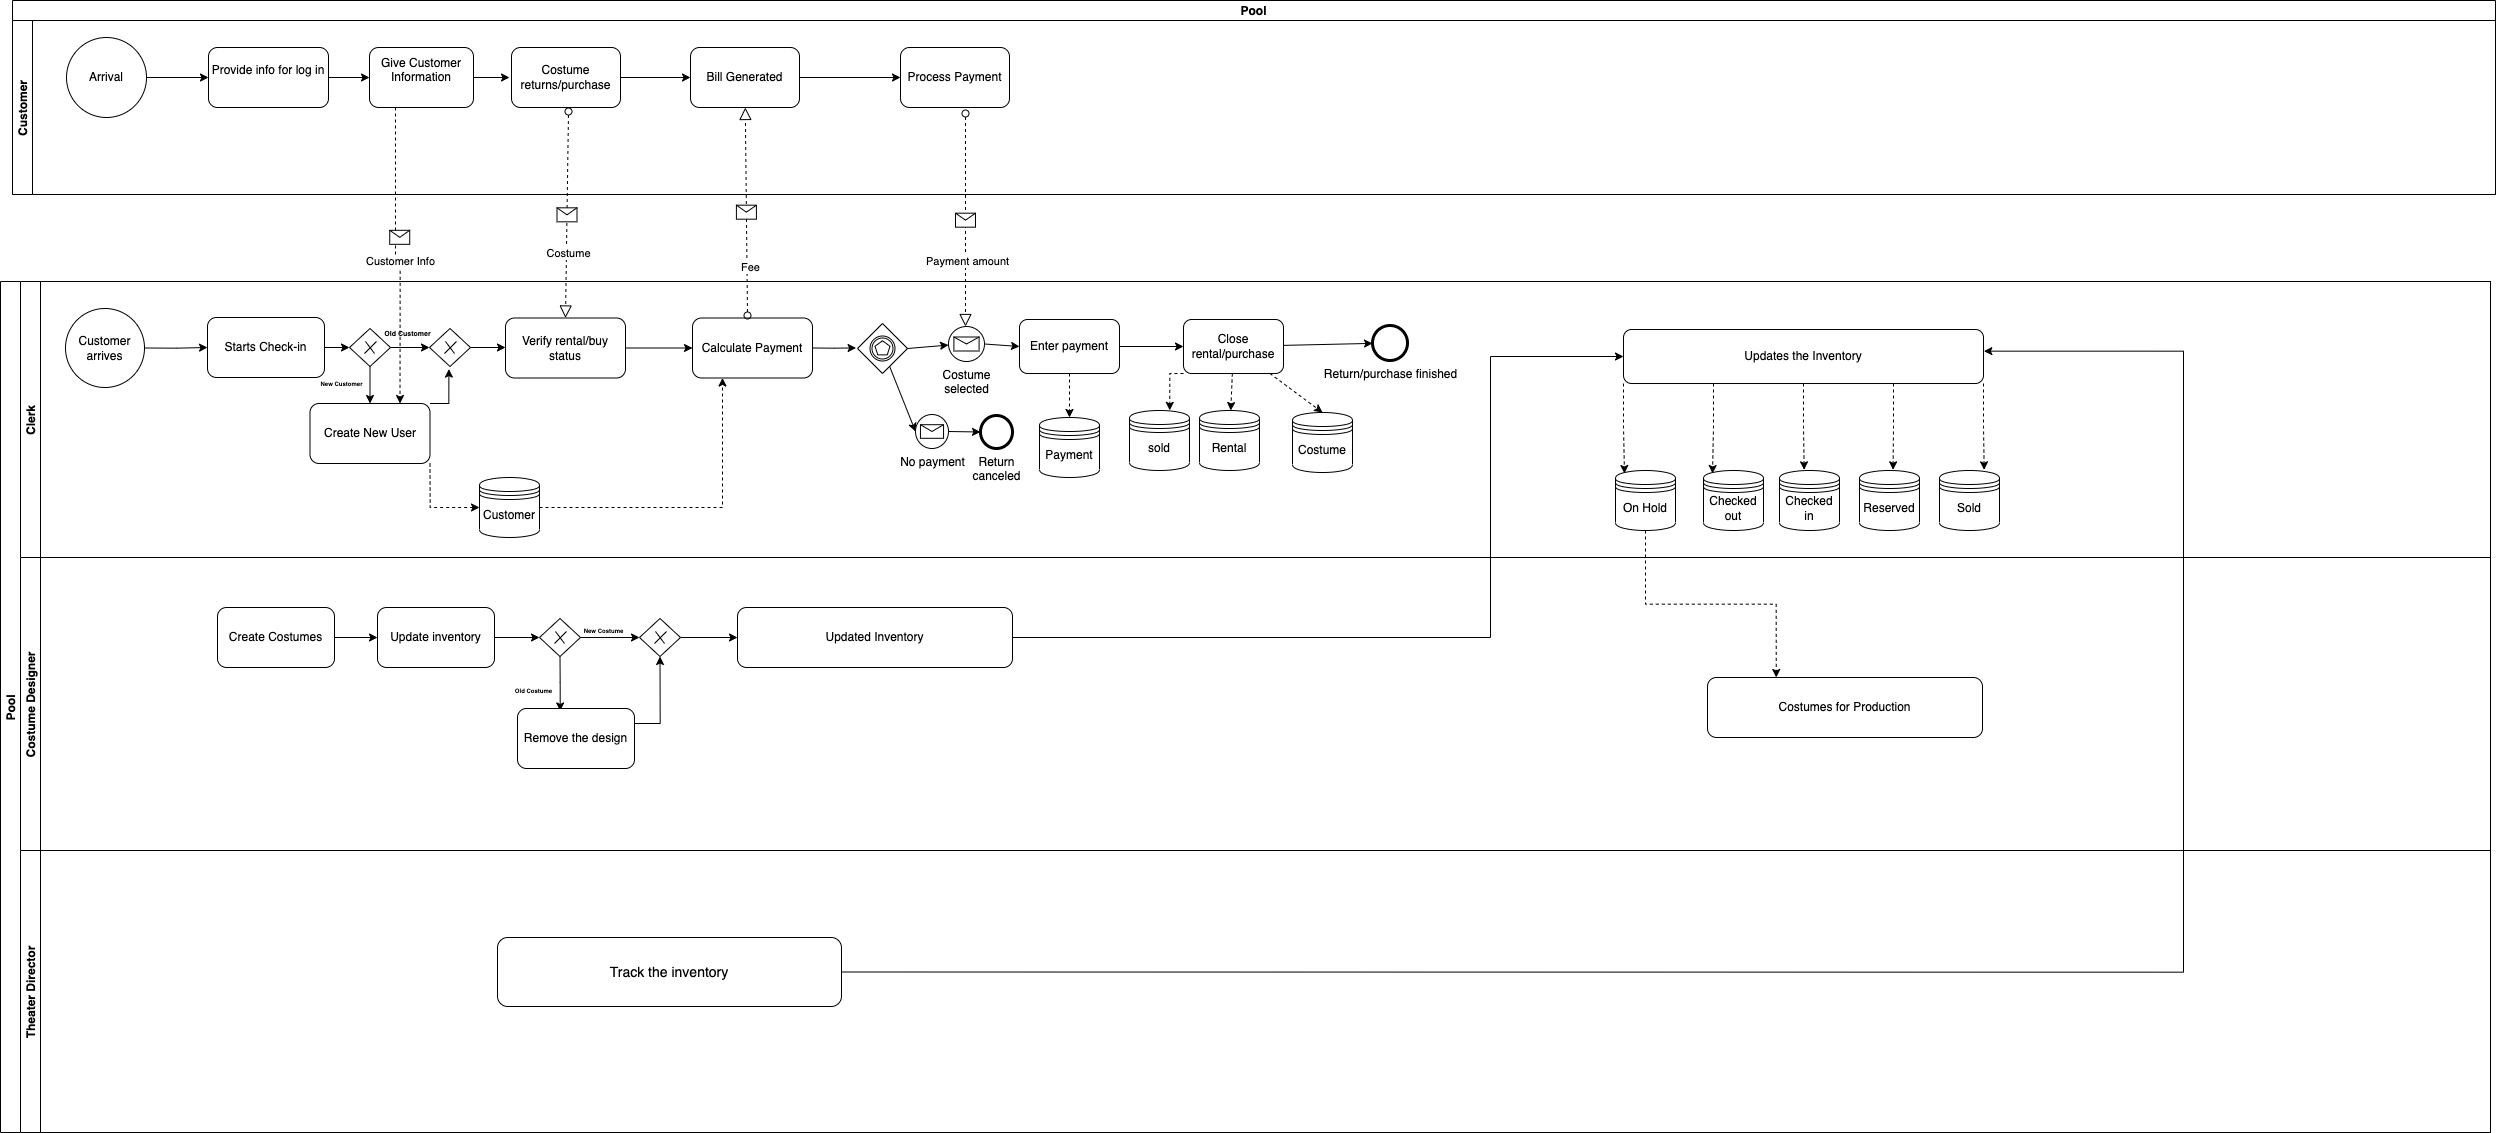 Pool
Customer
Arrival
Provide info for log in
Give Customer
Information
Costume
returns/purchase
Bill Generated
Process Payment
Customer Info
Costume
Fee
Payment amount
Pool
Clerk
Customer
arrives
Starts Check-in
Old Customer
New Customer
Create New User
Customer
Verify rental/buy
status
Calculate Payment
Costume
selected
No payment
Return
canceled
Enter payment
Payment
Close
rental/purchase
sold
Rental
Costume
Return/purchase finished
Updates the Inventory
On Hold
Checked
out
Checked
in
Reserved
Sold
Costume Designer
Create Costumes
Update inventory
New Costume
Old Costume
Remove the design
Updated Inventory
Costumes for Production
Theater Director
Track the inventory